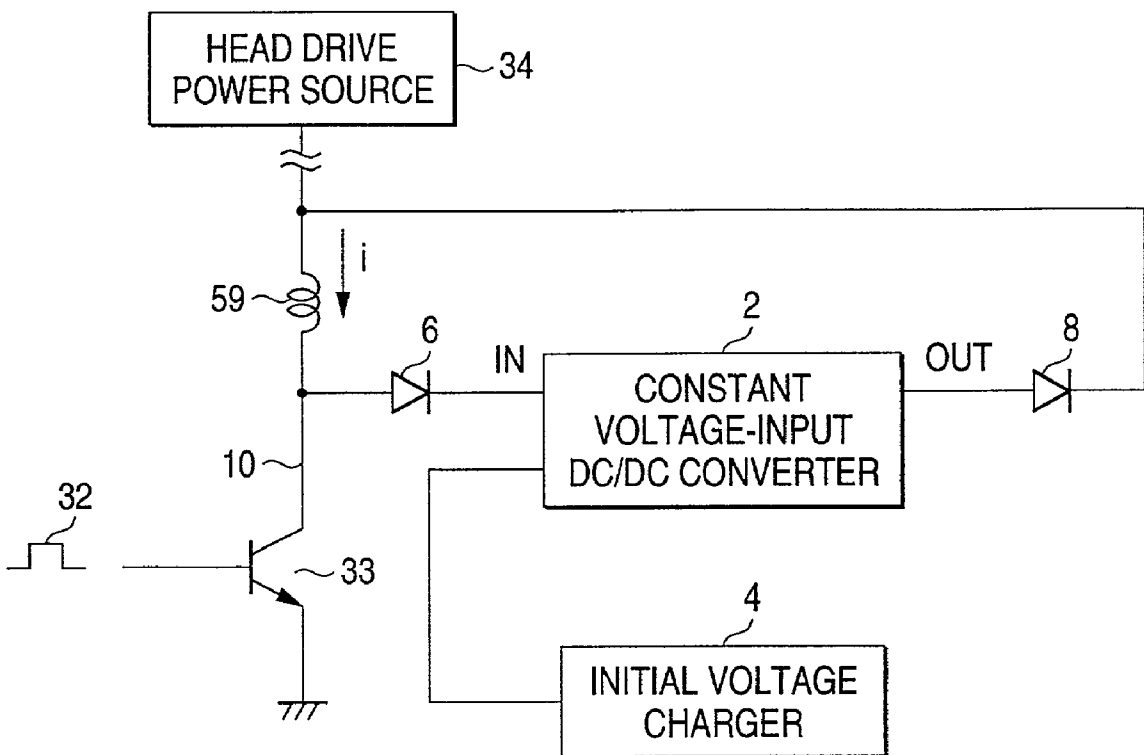 HEAD DRIVE
POWER SOURCE
34
i
59
6
IN
2
OUT
8
CONSTANT
VOLTAGE-INPUT
DC/DC CONVERTER
10
32
33
4
INITIAL VOLTAGE
CHARGER